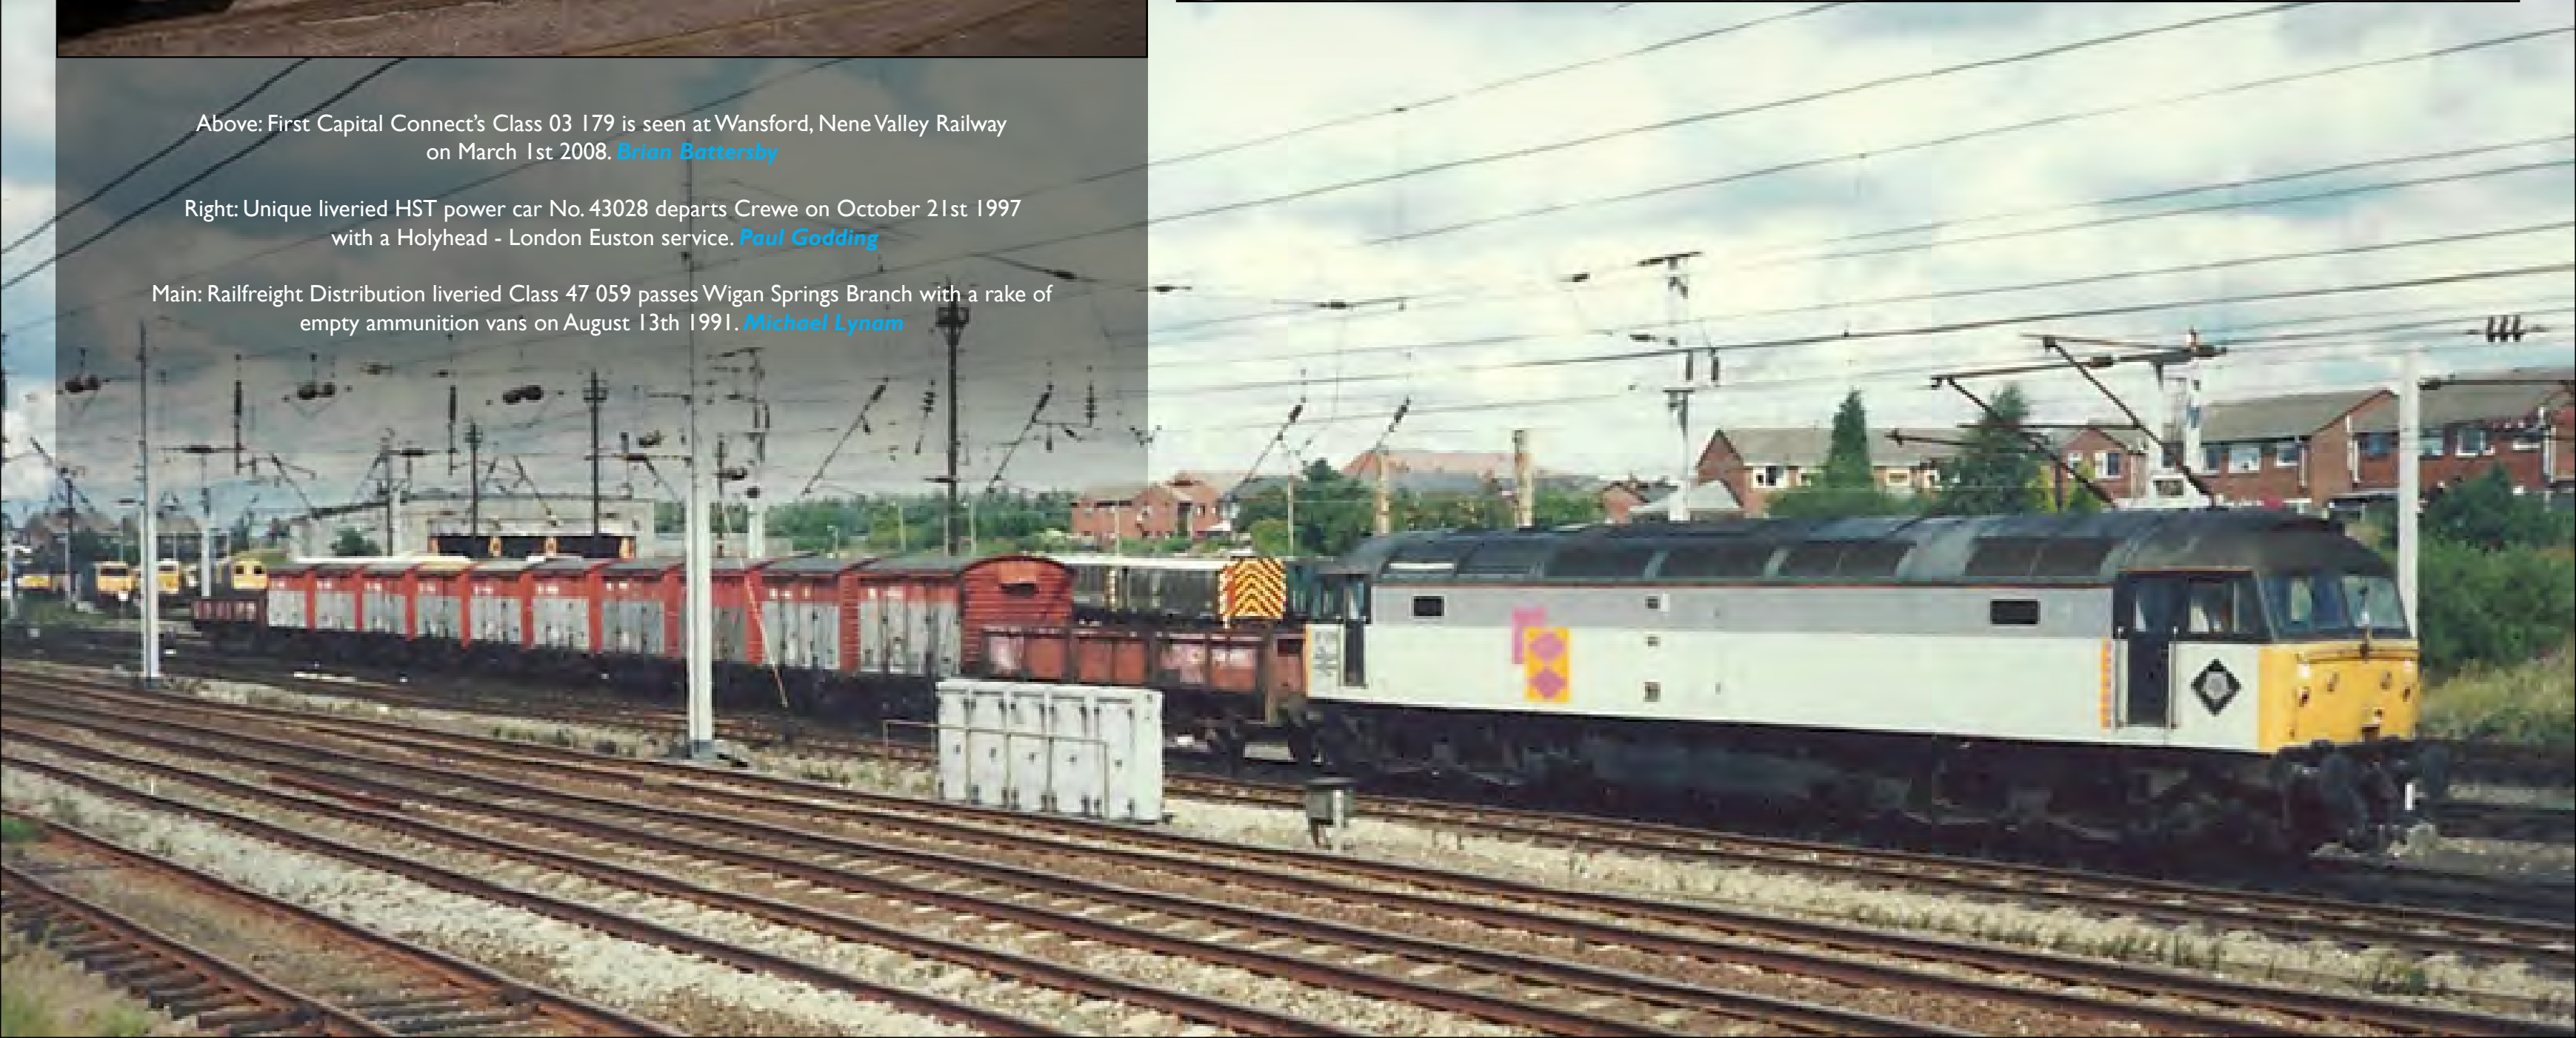 Above: First Capital Connect's Class 03 179 is seen at Wansford, Nene Valley Railway
on March 1st 2008. Brian Battersby
Right: Unique liveried HST power car No. 43028 departs Crewe on October 21st 1997
with a Holyhead - London Euston service. Paul Godding
Main: Railfreight Distribution liveried Class 47 059 passes Wigan Springs Branch with a rake of
empty ammunition vans on August 13th 1991. Michael Lynam